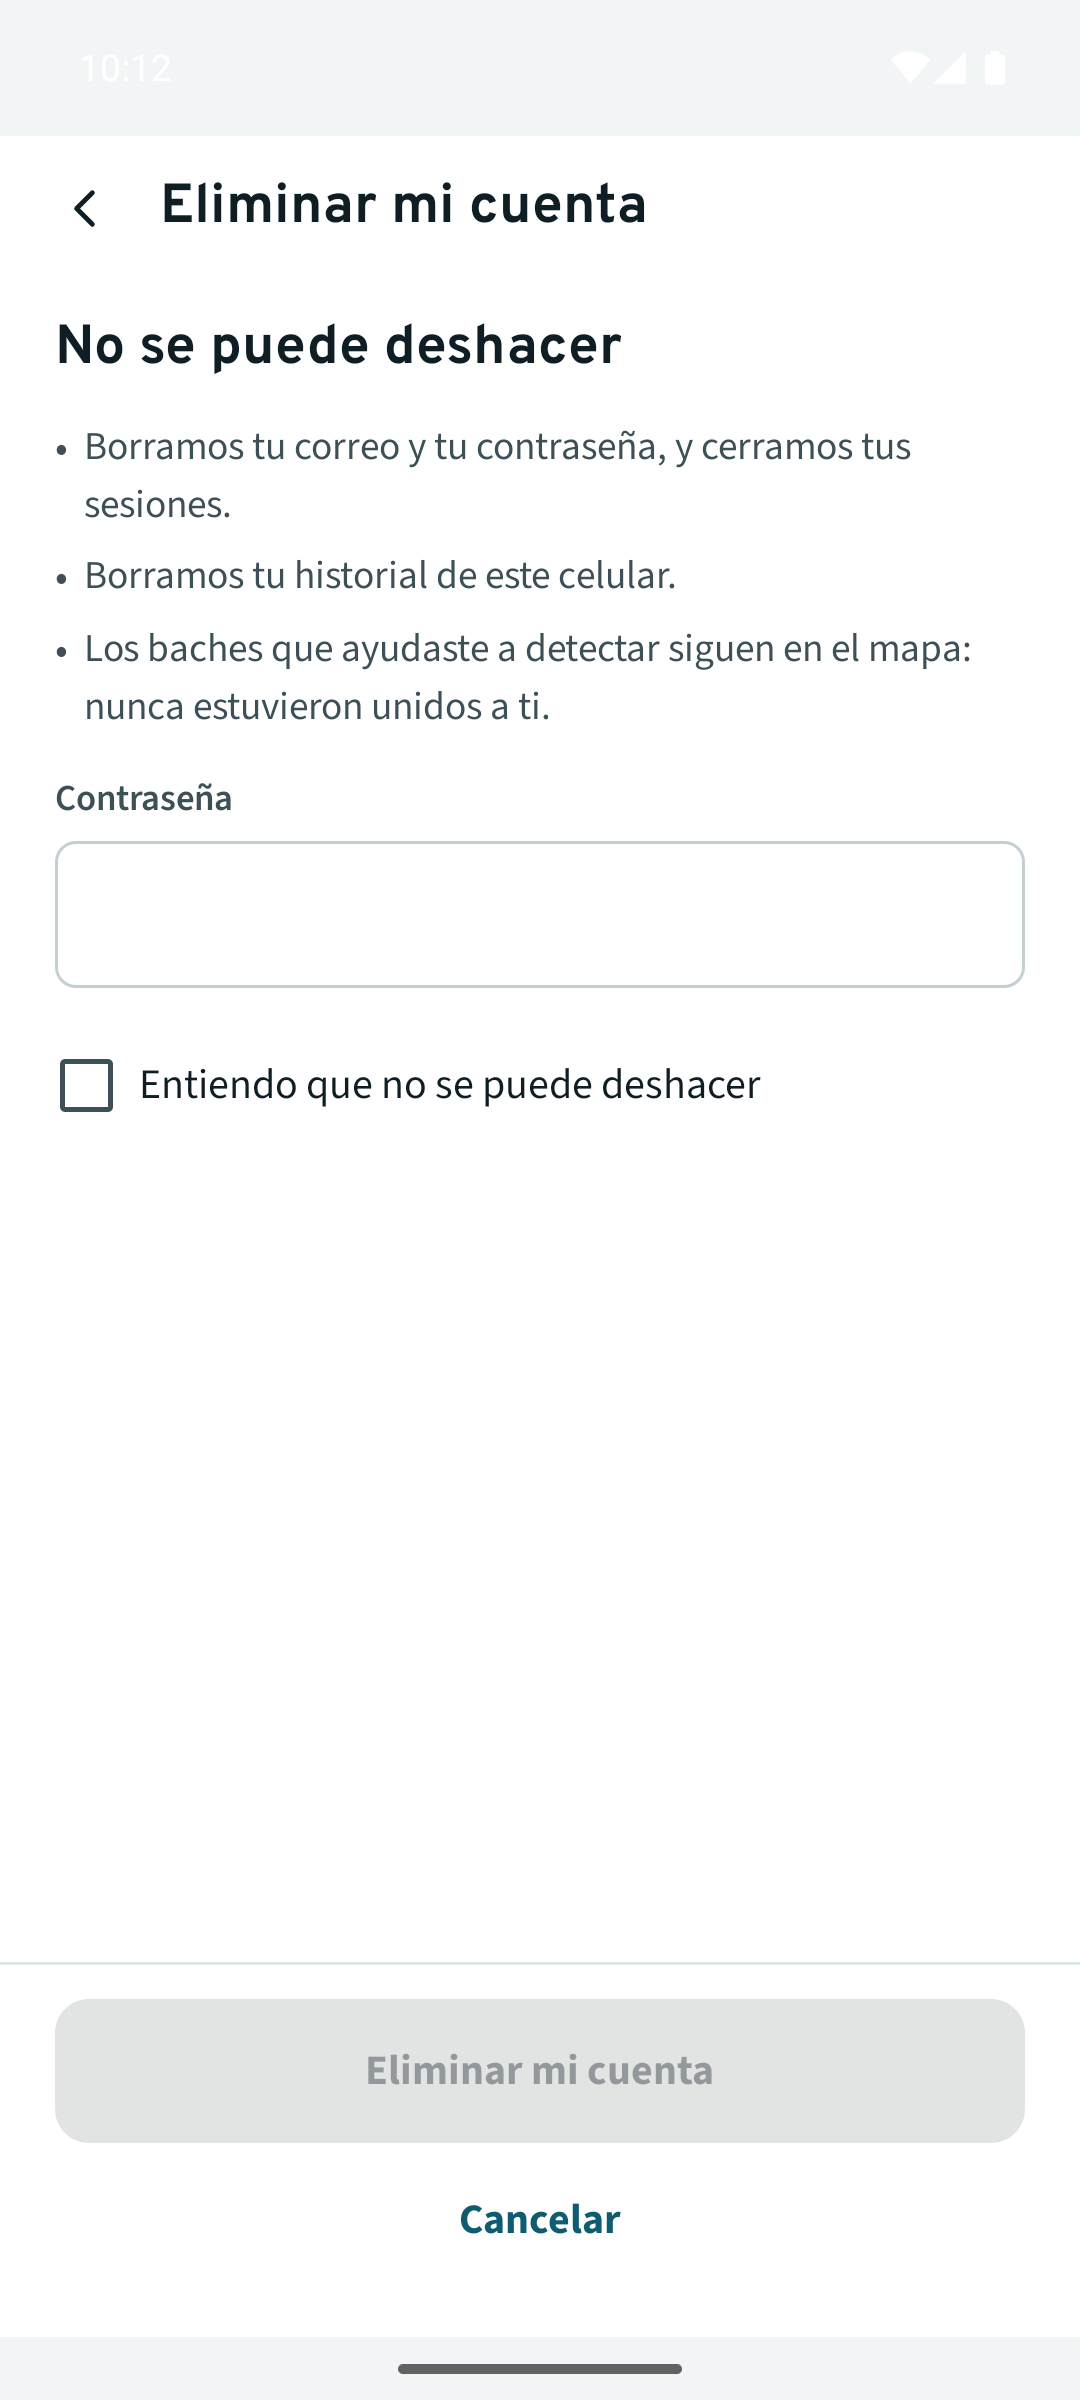 10:12
Eliminar mi cuenta
No se puede deshacer
• Borramos tu correo y tu contraseña, y cerramos tus
sesiones.
• Borramos tu historial de este celular.
• Los baches que ayudaste a detectar siguen en el mapa:
nunca estuvieron unidos a ti.
Contraseña
Entiendo que no se puede deshacer
Eliminar mi cuenta
Cancelar